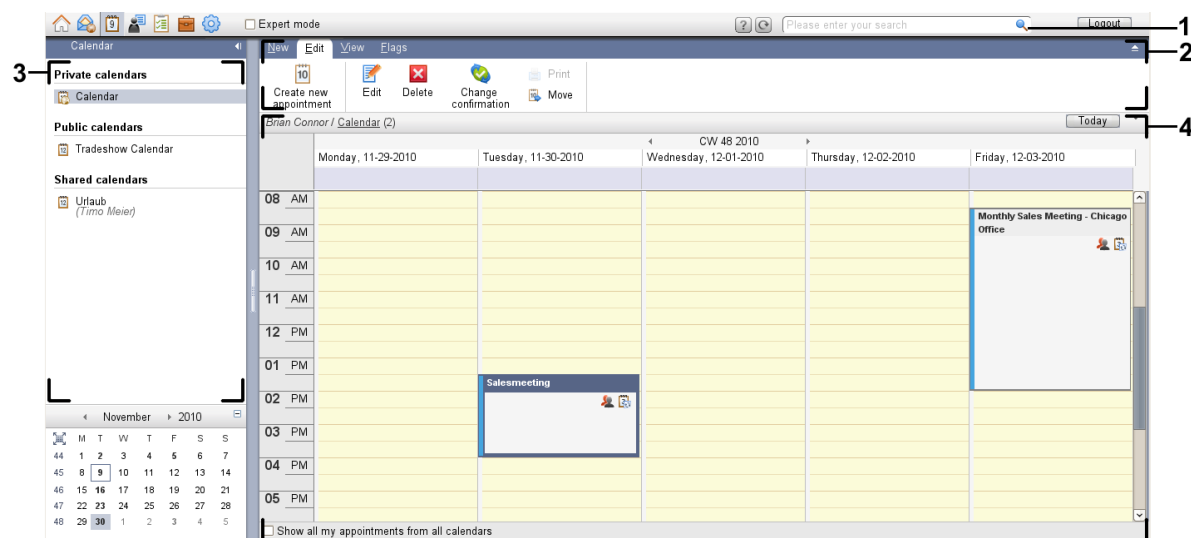 Expert mode
Please enter your search
Logout
1
Calendar
New Edit View Flags
2
3
Private calendars
Calendar
Public calendars
Tradeshow Calendar
Shared calendars
Urlaub
(Timo Meier)
10
Create new
appointment
Edit
Delete
Change
confirmation
Print
Move
Brian Connor / Calendar (2)
Today
4
CW 48 2010
Monday, 11-29-2010 Tuesday, 11-30-2010 Wednesday, 12-01-2010 Thursday, 12-02-2010 Friday, 12-03-2010
08 AM
Monthly Sales Meeting - Chicago
Office
09 AM
10 AM
11 AM
12 PM
01 PM
Salesmeeting
02 PM
03 PM
04 PM
05 PM
November 2010
M T W T F S S
44 1 2 3 4 5 6 7
45 8 9 10 11 12 13 14
46 15 16 17 18 19 20 21
47 22 23 24 25 26 27 28
48 29 30 1 2 3 4 5
Show all my appointments from all calendars